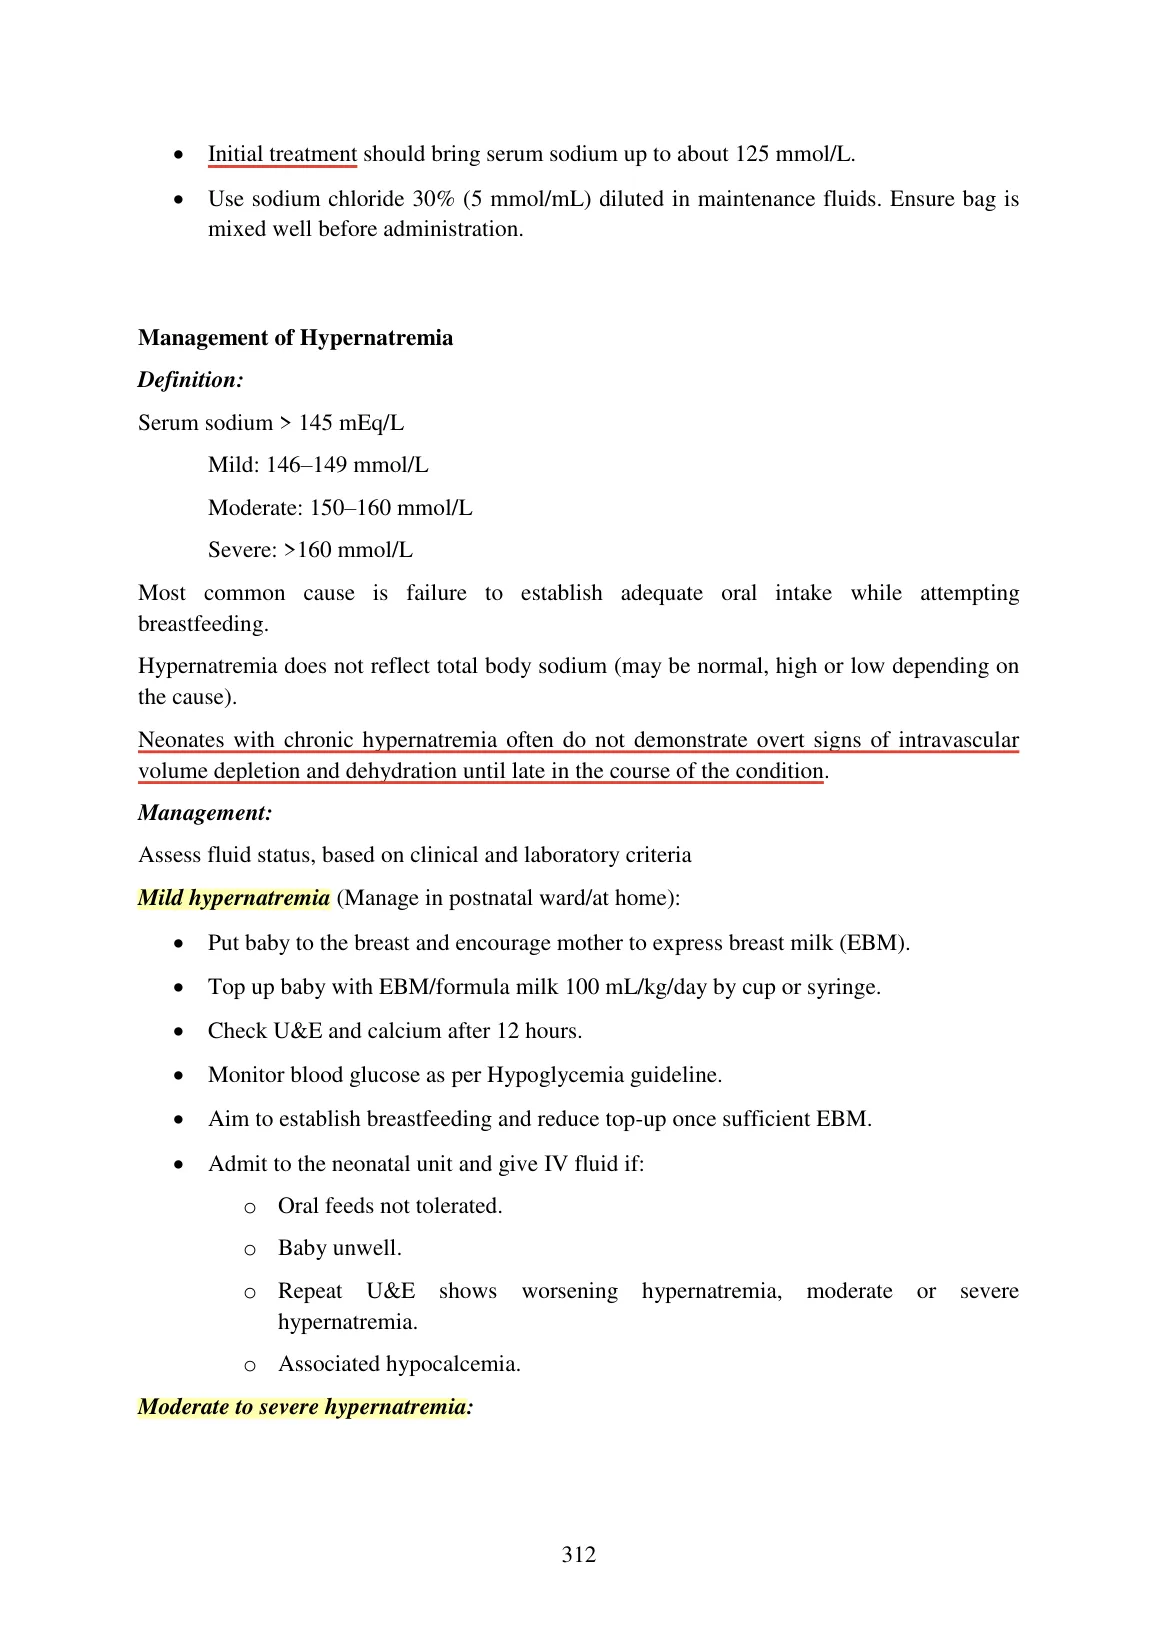 • Initial treatment should bring serum sodium up to about 125 mmol/L.
• Use sodium chloride 30% (5 mmol/mL) diluted in maintenance fluids. Ensure bag is
mixed well before administration.
Management of Hypernatremia
Definition:
Serum sodium > 145 mEq/L
Mild: 146–149 mmol/L
Moderate: 150–160 mmol/L
Severe: >160 mmol/L
Most common cause is failure to establish adequate oral intake while attempting
breastfeeding.
Hypernatremia does not reflect total body sodium (may be normal, high or low depending on
the cause).
Neonates with chronic hypernatremia often do not demonstrate overt signs of intravascular
volume depletion and dehydration until late in the course of the condition.
Management:
Assess fluid status, based on clinical and laboratory criteria
Mild hypernatremia (Manage in postnatal ward/at home):
• Put baby to the breast and encourage mother to express breast milk (EBM).
• Top up baby with EBM/formula milk 100 mL/kg/day by cup or syringe.
• Check U&E and calcium after 12 hours.
• Monitor blood glucose as per Hypoglycemia guideline.
• Aim to establish breastfeeding and reduce top-up once sufficient EBM.
• Admit to the neonatal unit and give IV fluid if:
o Oral feeds not tolerated.
o Baby unwell.
o Repeat U&E shows worsening hypernatremia, moderate or severe
hypernatremia.
o Associated hypocalcemia.
Moderate to severe hypernatremia:
312